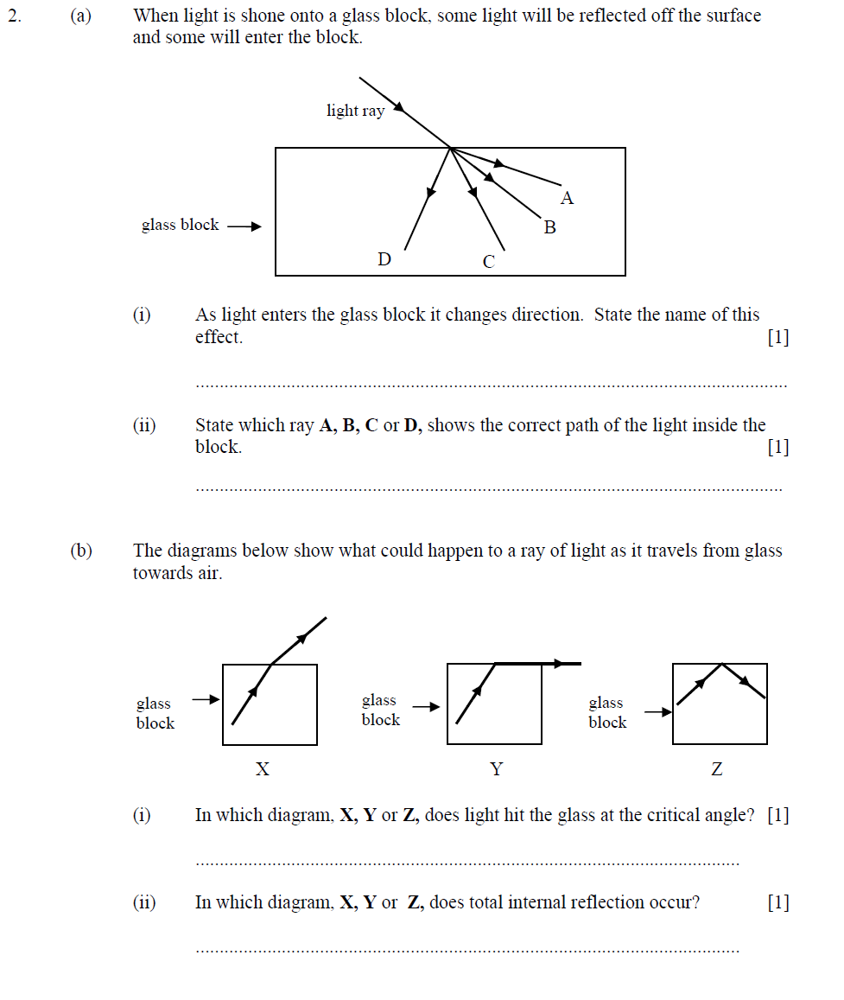 2. (a) When light is shone onto a glass block, some light will be reflected off the surface
and some will enter the block.
light ray
A
glass block
B
D
C
(i) As light enters the glass block it changes direction. State the name of this
effect. [1]
(ii) State which ray A, B, C or D, shows the correct path of the light inside the
block. [1]
(b) The diagrams below show what could happen to a ray of light as it travels from glass
towards air.
glass
block
glass
block
glass
block
X
Y
Z
(i) In which diagram, X, Y or Z, does light hit the glass at the critical angle? [1]
(ii) In which diagram, X, Y or Z, does total internal reflection occur? [1]